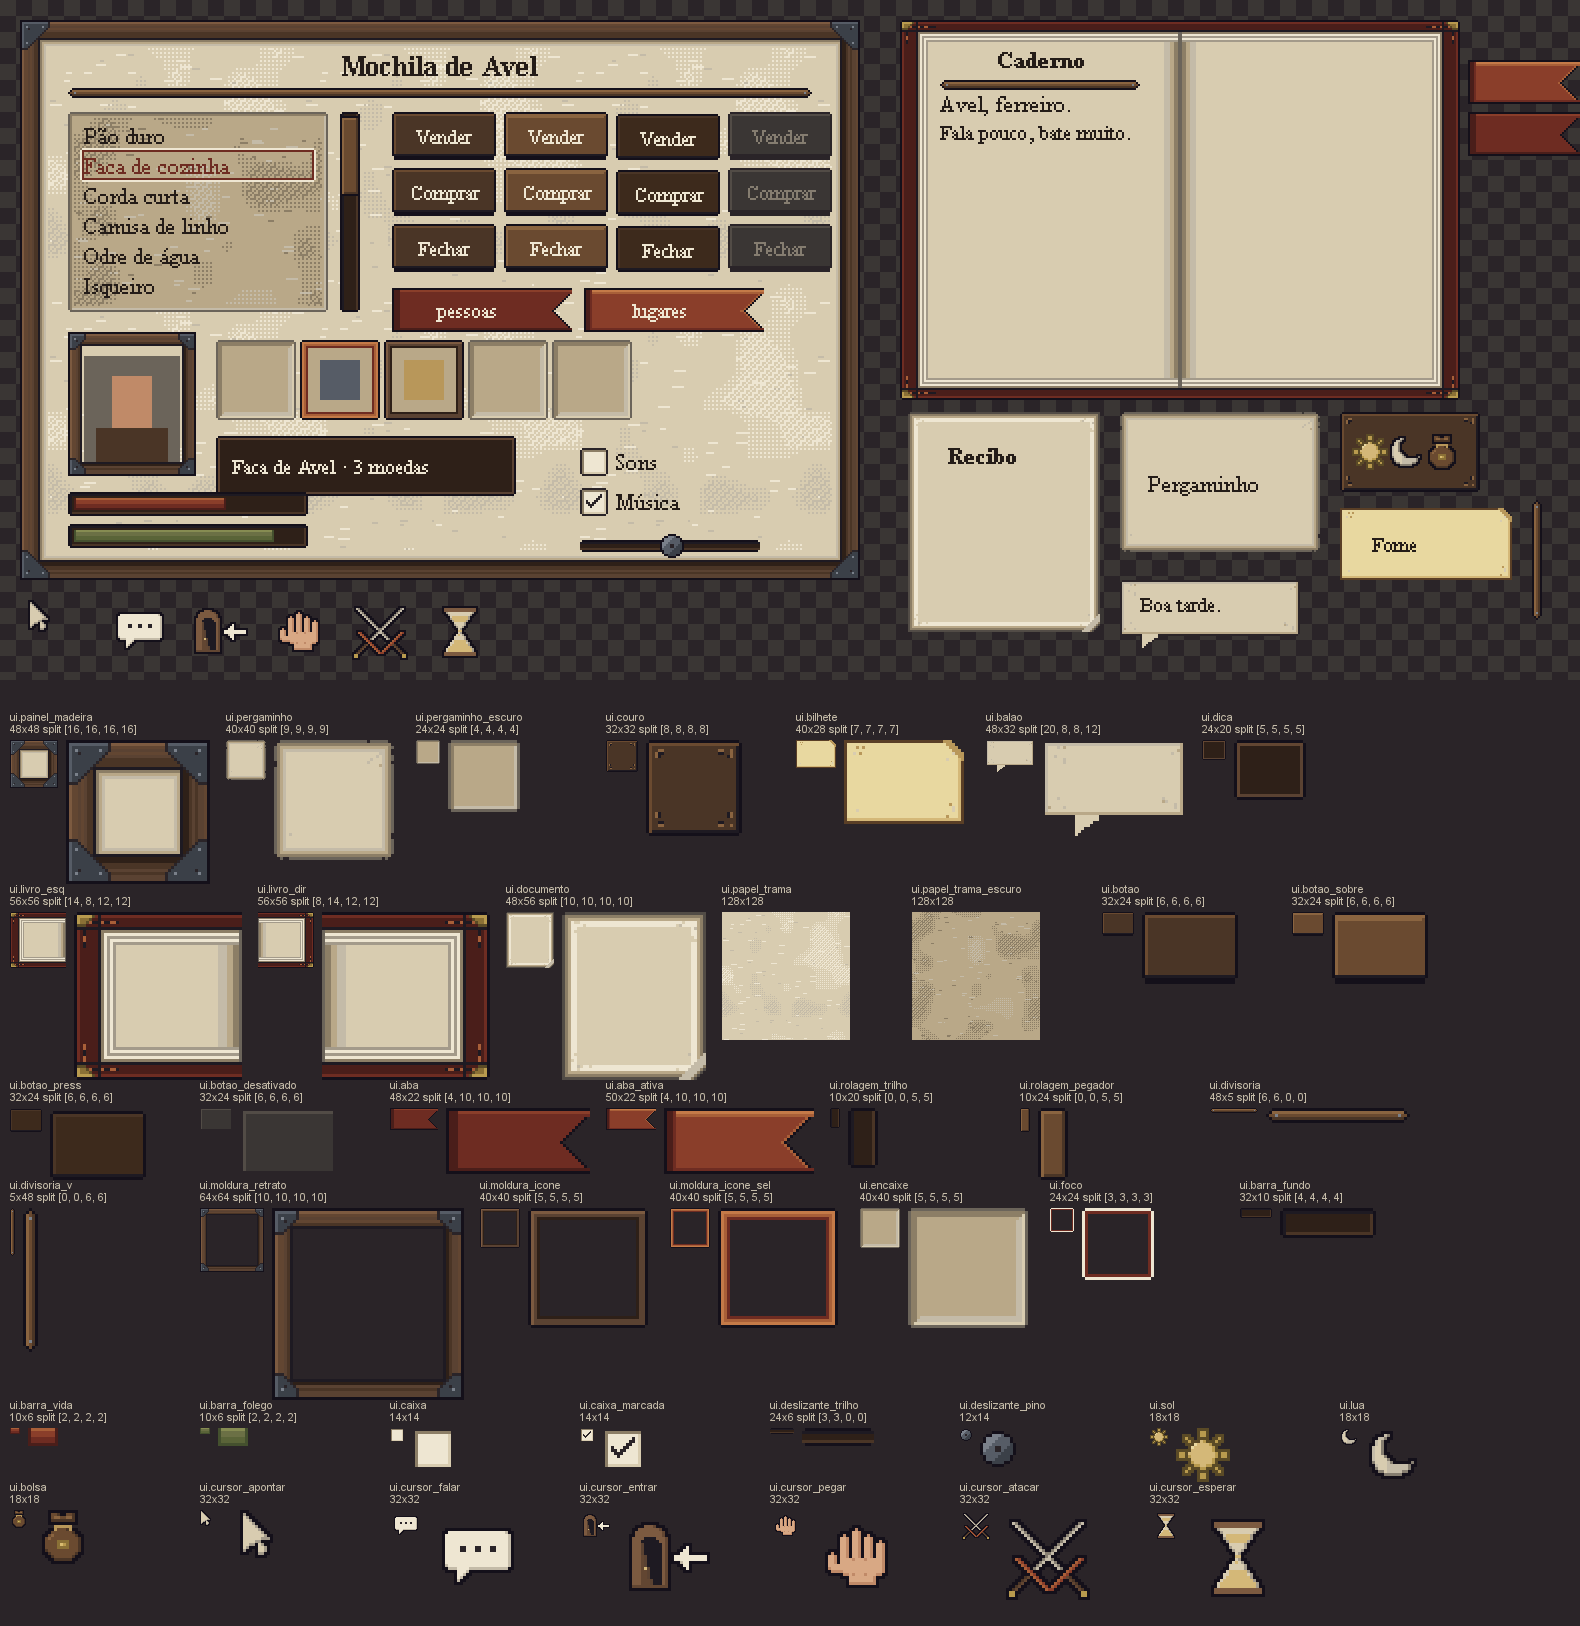 Mochila de Avel
Pão duro
Faca de cozinha
Corda curta
Camisa de linho
Odre de água
Isqueiro
Vender Vender Vender Vender
Comprar Comprar Comprar Comprar
Fechar Fechar Fechar Fechar
pessoas lugares
Faca de Avel · 3 moedas
Sons
Música
Caderno
Avel, ferreiro.
Fala pouco, bate muito.
Recibo
Pergaminho
Fome
Boa tarde.
ui.painel_madeira ui.pergaminho ui.pergaminho_escuro ui.couro ui.bilhete ui.balao ui.dica
48x48 split [16, 16, 16, 16] 40x40 split [9, 9, 9, 9] 24x24 split [4, 4, 4, 4] 32x32 split [8, 8, 8, 8] 40x28 split [7, 7, 7, 7] 48x32 split [20, 8, 8, 12] 24x20 split [5, 5, 5, 5]
ui.livro_esq ui.livro_dir ui.documento ui.papel_trama ui.papel_trama_escuro ui.botao ui.botao_sobre
56x56 split [14, 8, 12, 12] 56x56 split [8, 14, 12, 12] 48x56 split [10, 10, 10, 10] 128x128 128x128 32x24 split [6, 6, 6, 6] 32x24 split [6, 6, 6, 6]
ui.botao_press ui.botao_desativado ui.aba ui.aba_ativa ui.rolagem_trilho ui.rolagem_pegador ui.divisoria
32x24 split [6, 6, 6, 6] 32x24 split [6, 6, 6, 6] 48x22 split [4, 10, 10, 10] 50x22 split [4, 10, 10, 10] 10x20 split [0, 0, 5, 5] 10x24 split [0, 0, 5, 5] 48x5 split [6, 6, 0, 0]
ui.divisoria_v ui.moldura_retrato ui.moldura_icone ui.moldura_icone_sel ui.encaixe ui.foco ui.barra_fundo
5x48 split [0, 0, 6, 6] 64x64 split [10, 10, 10, 10] 40x40 split [5, 5, 5, 5] 40x40 split [5, 5, 5, 5] 40x40 split [5, 5, 5, 5] 24x24 split [3, 3, 3, 3] 32x10 split [4, 4, 4, 4]
ui.barra_vida ui.barra_folego ui.caixa ui.caixa_marcada ui.deslizante_trilho ui.deslizante_pino ui.sol ui.lua
10x6 split [2, 2, 2, 2] 10x6 split [2, 2, 2, 2] 14x14 14x14 24x6 split [3, 3, 0, 0] 12x14 18x18 18x18
ui.bolsa ui.cursor_apontar ui.cursor_falar ui.cursor_entrar ui.cursor_pegar ui.cursor_atacar ui.cursor_esperar
18x18 32x32 32x32 32x32 32x32 32x32 32x32